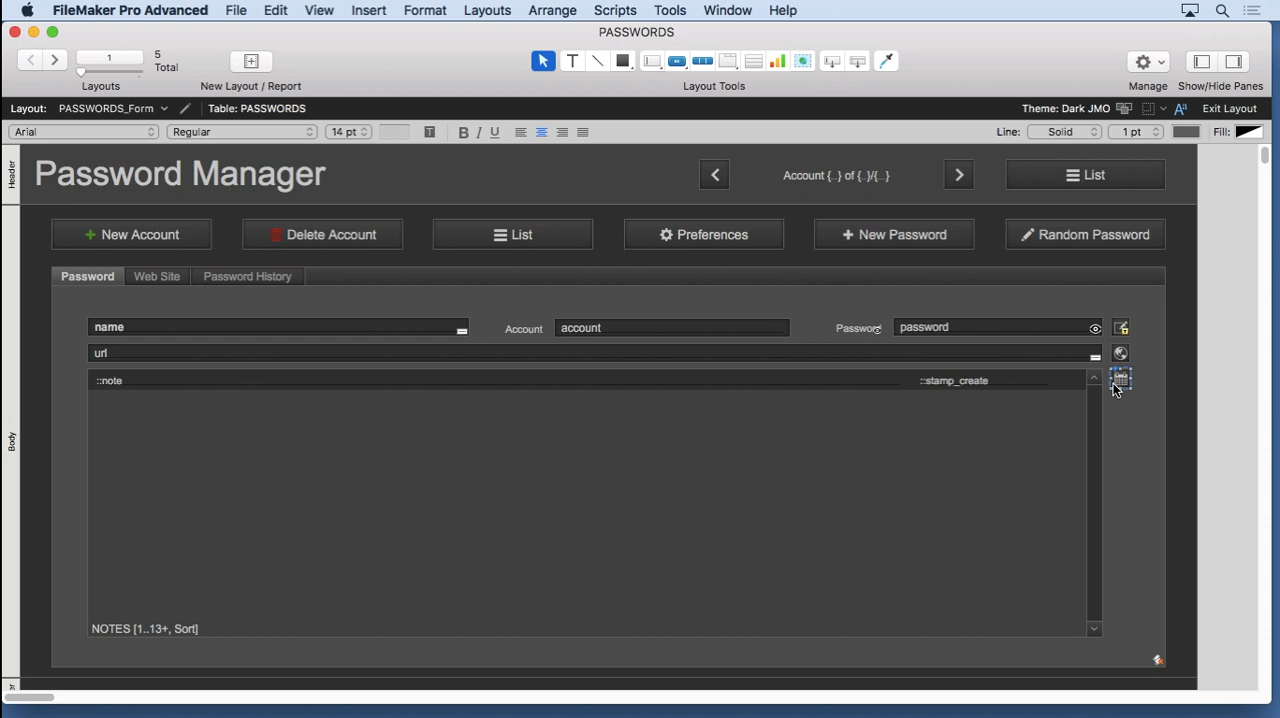 FileMaker Pro Advanced File Edit View Insert Format Layouts Arrange Scripts Tools Window Help
PASSWORDS
1 5 Total
Layouts New Layout / Report Layout Tools Manage Show/Hide Panes
Layout: PASSWORDS_Form Table: PASSWORDS Theme: Dark JMO Exit Layout
Arial Regular 14 pt B I U Line: Solid 1 pt Fill:
Header
Password Manager
Account {..} of {..}/{..}
List
New Account Delete Account List Preferences New Password Random Password
Password Web Site Password History
name Account account Password password
url
::note ::stamp_create
Body
NOTES [1..13+, Sort]